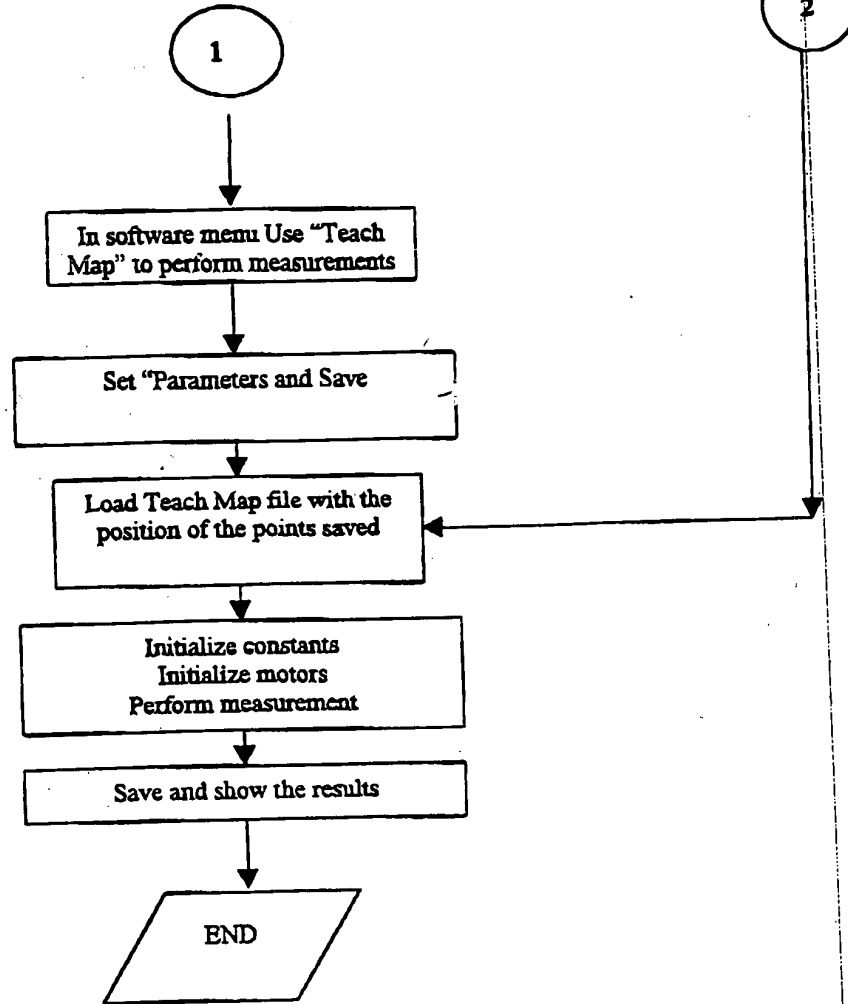 1
2
In software menu Use “Teach
Map” to perform measurements
Set “Parameters and Save
Load Teach Map file with the
position of the points saved
Initialize constants
Initialize motors
Perform measurement
Save and show the results
END